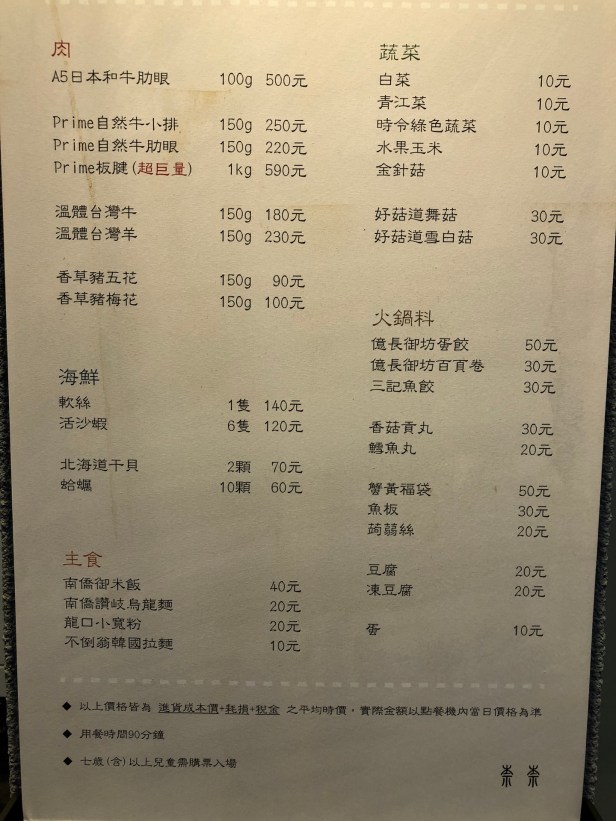 肉
A5日本和牛肋眼 100g 500元
Prime自然牛小排 150g 250元
Prime自然牛肋眼 150g 220元
Prime板腱(超巨量) 1kg 590元
溫體台灣牛 150g 180元
溫體台灣羊 150g 230元
香草豬五花 150g 90元
香草豬梅花 150g 100元
海鮮
軟絲 1隻 140元
活沙蝦 6隻 120元
北海道干貝 2顆 70元
蛤蠣 10顆 60元
主食
南僑御米飯 40元
南僑讚岐烏龍麵 20元
龍口小寬粉 20元
不倒翁韓國拉麵 10元
蔬菜
白菜 10元
青江菜 10元
時令綠色蔬菜 10元
水果玉米 10元
金針菇 10元
好菇道舞菇 30元
好菇道雪白菇 30元
火鍋料
億長御坊蛋餃 50元
億長御坊百頁卷 30元
三記魚餃 30元
香菇貢丸 30元
鱈魚丸 20元
蟹黃福袋 50元
魚板 30元
蒟蒻絲 20元
豆腐 20元
凍豆腐 20元
蛋 10元
◆ 以上價格皆為 進貨成本價+耗損+稅金 之平均時價，實際金額以點餐機內當日價格為準
◆ 用餐時間90分鐘
◆ 七歲(含)以上兒童需購票入場